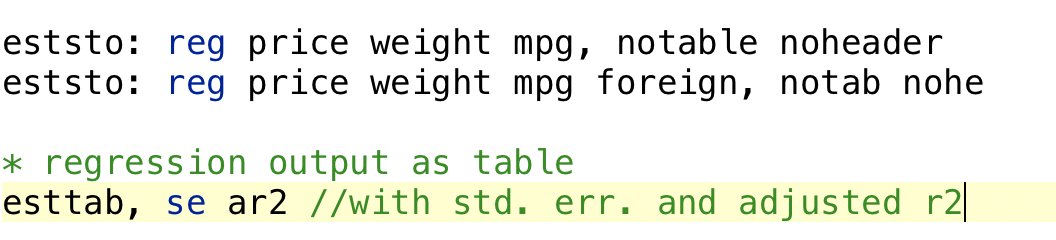 eststo: reg price weight mpg, notable noheader
eststo: reg price weight mpg foreign, notab nohe
* regression output as table
esttab, se ar2 //with std. err. and adjusted r2